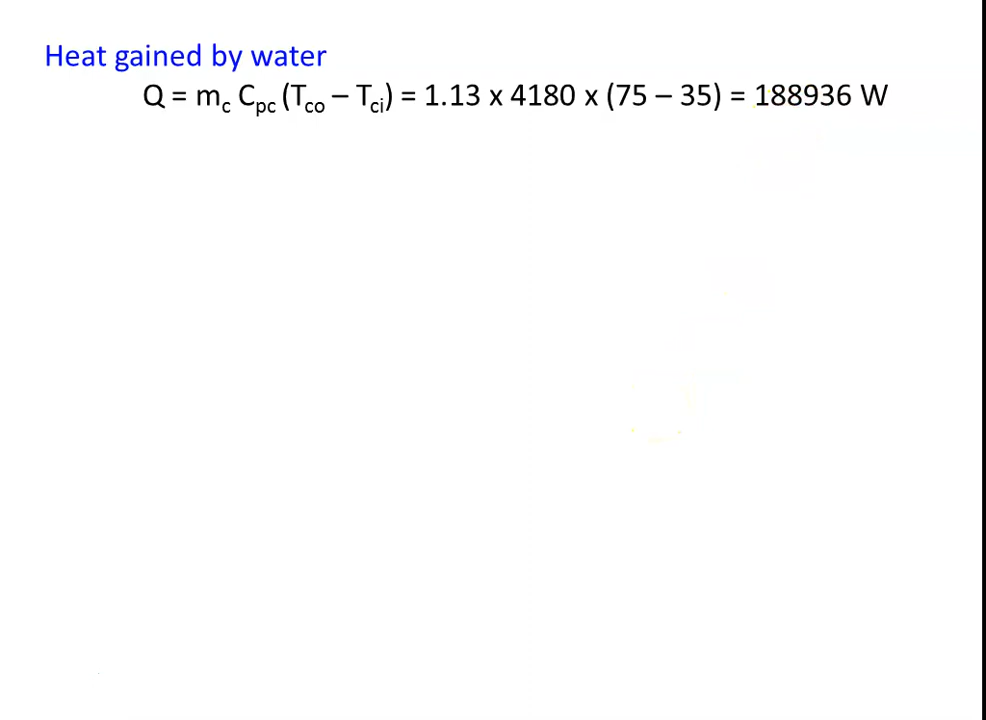 Heat gained by water
Q = mc Cpc (Tco – Tci) = 1.13 x 4180 x (75 – 35) = 188936 W